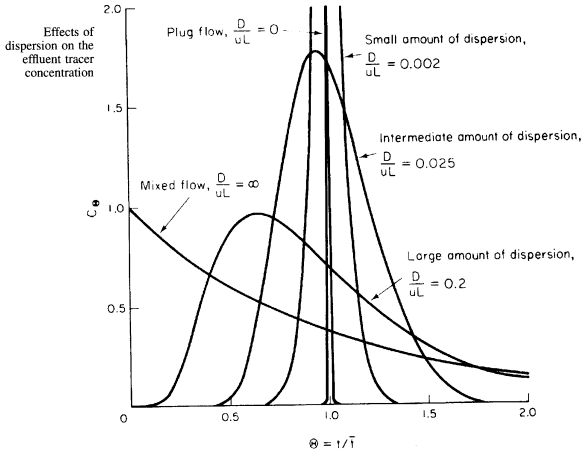 Effects of
dispersion on the
effluent tracer
concentration
2.0
1.5
1.0
0.5
0
0.5
1.0
1.5
2.0
C_Θ
Θ = t/t̄
Plug flow, D/uL = 0
Small amount of dispersion,
D/uL = 0.002
Intermediate amount of dispersion,
D/uL = 0.025
Mixed flow, D/uL = ∞
Large amount of dispersion,
D/uL = 0.2